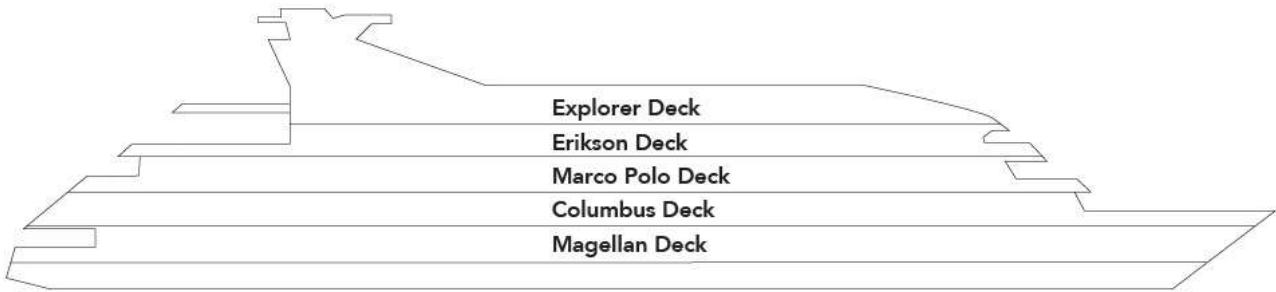 Explorer Deck
Erikson Deck
Marco Polo Deck
Columbus Deck
Magellan Deck